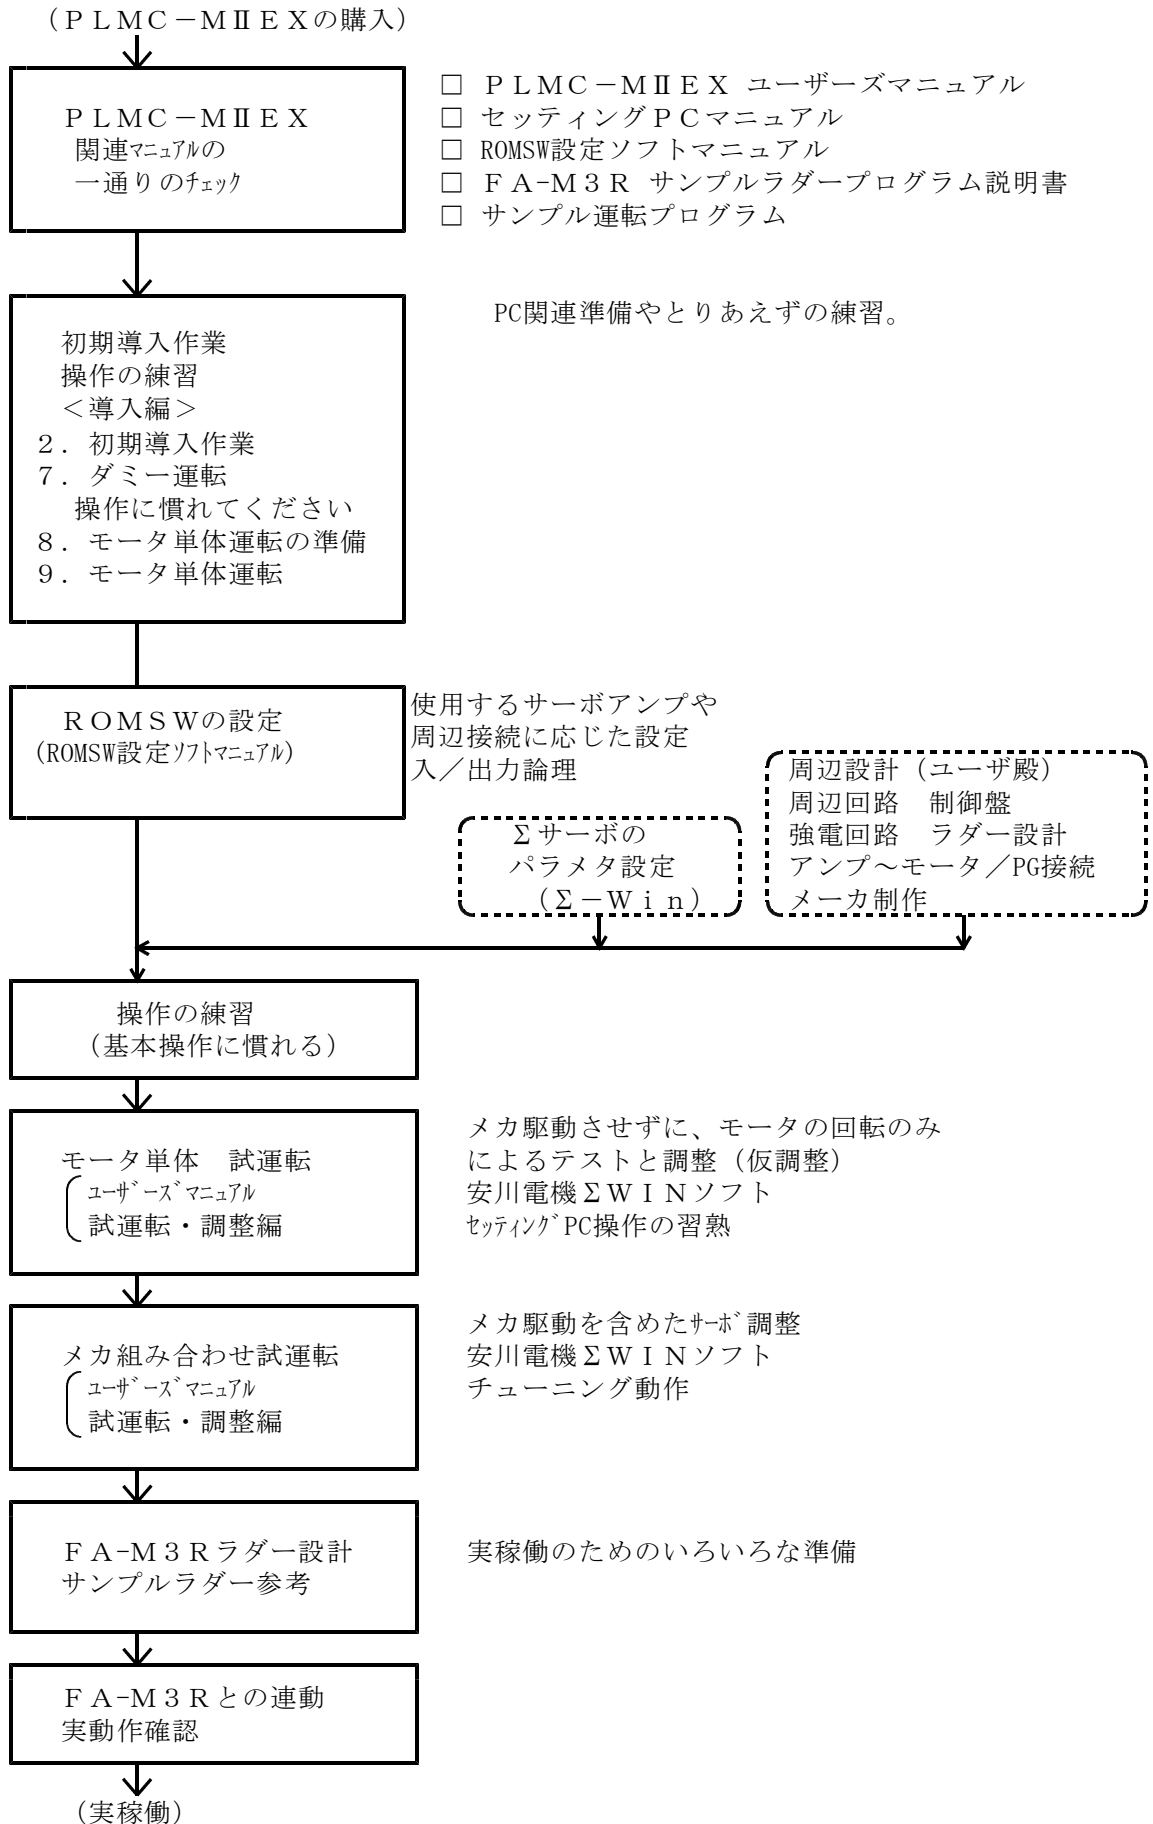 （ＰＬＭＣ－ＭⅡＥＸの購入）
ＰＬＭＣ－ＭⅡＥＸ
関連ﾏﾆｭｱﾙの
一通りのﾁｪｯｸ
□ ＰＬＭＣ－ＭⅡＥＸ ユーザーズマニュアル
□ セッティングＰＣマニュアル
□ ROMSW設定ソフトマニュアル
□ ＦＡ-Ｍ３Ｒ サンプルラダープログラム説明書
□ サンプル運転プログラム
初期導入作業
操作の練習
＜導入編＞
２．初期導入作業
７．ダミー運転
操作に慣れてください
８．モータ単体運転の準備
９．モータ単体運転
PC関連準備やとりあえずの練習。
ＲＯＭＳＷの設定
(ROMSW設定ｿﾌﾄﾏﾆｭｱﾙ)
使用するサーボアンプや
周辺接続に応じた設定
入／出力論理
Σサーボの
パラメタ設定
（Σ－Ｗｉｎ）
周辺設計（ユーザ殿）
周辺回路　制御盤
強電回路　ラダー設計
アンプ～モータ／PG接続
メーカ制作
操作の練習
（基本操作に慣れる）
モータ単体　試運転
ﾕｰｻﾞｰｽﾞﾏﾆｭｱﾙ
試運転・調整編
メカ駆動させずに、モータの回転のみ
によるテストと調整（仮調整）
安川電機ΣＷＩＮソフト
ｾｯﾃｨﾝｸﾞPC操作の習熟
メカ組み合わせ試運転
ﾕｰｻﾞｰｽﾞﾏﾆｭｱﾙ
試運転・調整編
メカ駆動を含めたｻｰﾎﾞ調整
安川電機ΣＷＩＮソフト
チューニング動作
ＦＡ-Ｍ３Ｒラダー設計
サンプルラダー参考
実稼働のためのいろいろな準備
ＦＡ-Ｍ３Ｒとの連動
実動作確認
（実稼働）